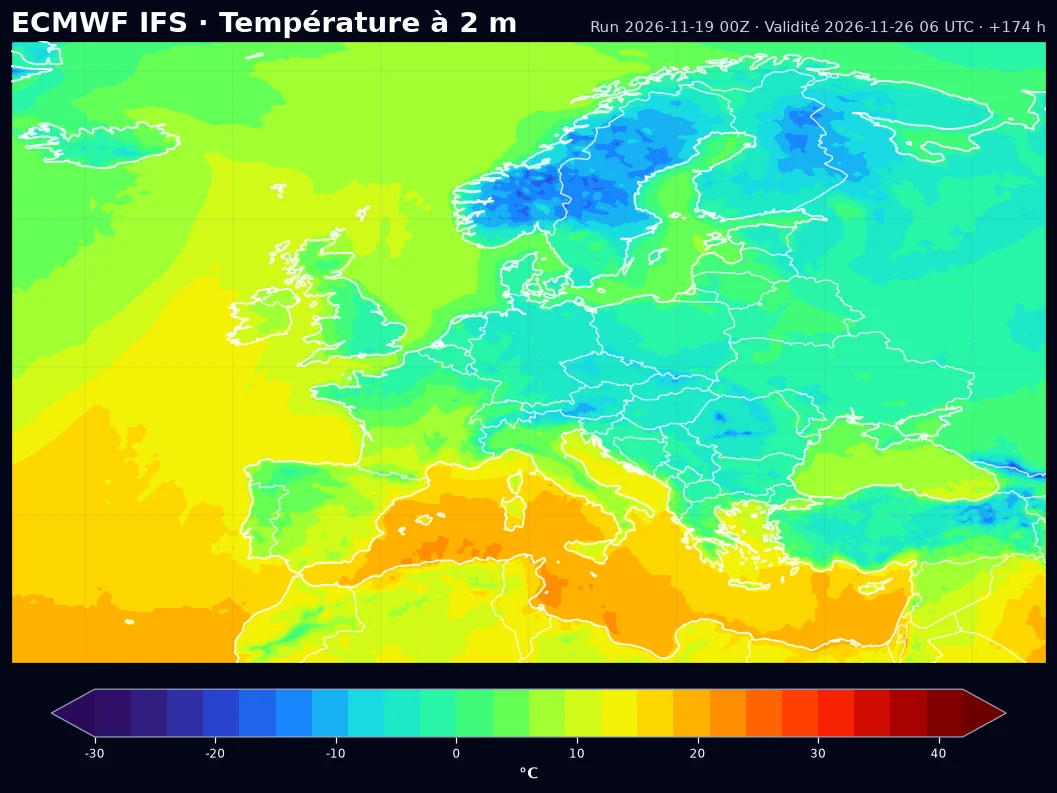 ECMWF IFS · Température à 2 m
Run 2026-11-19 00Z · Validité 2026-11-26 06 UTC · +174 h
-30 -20 -10 0 10 20 30 40
°C